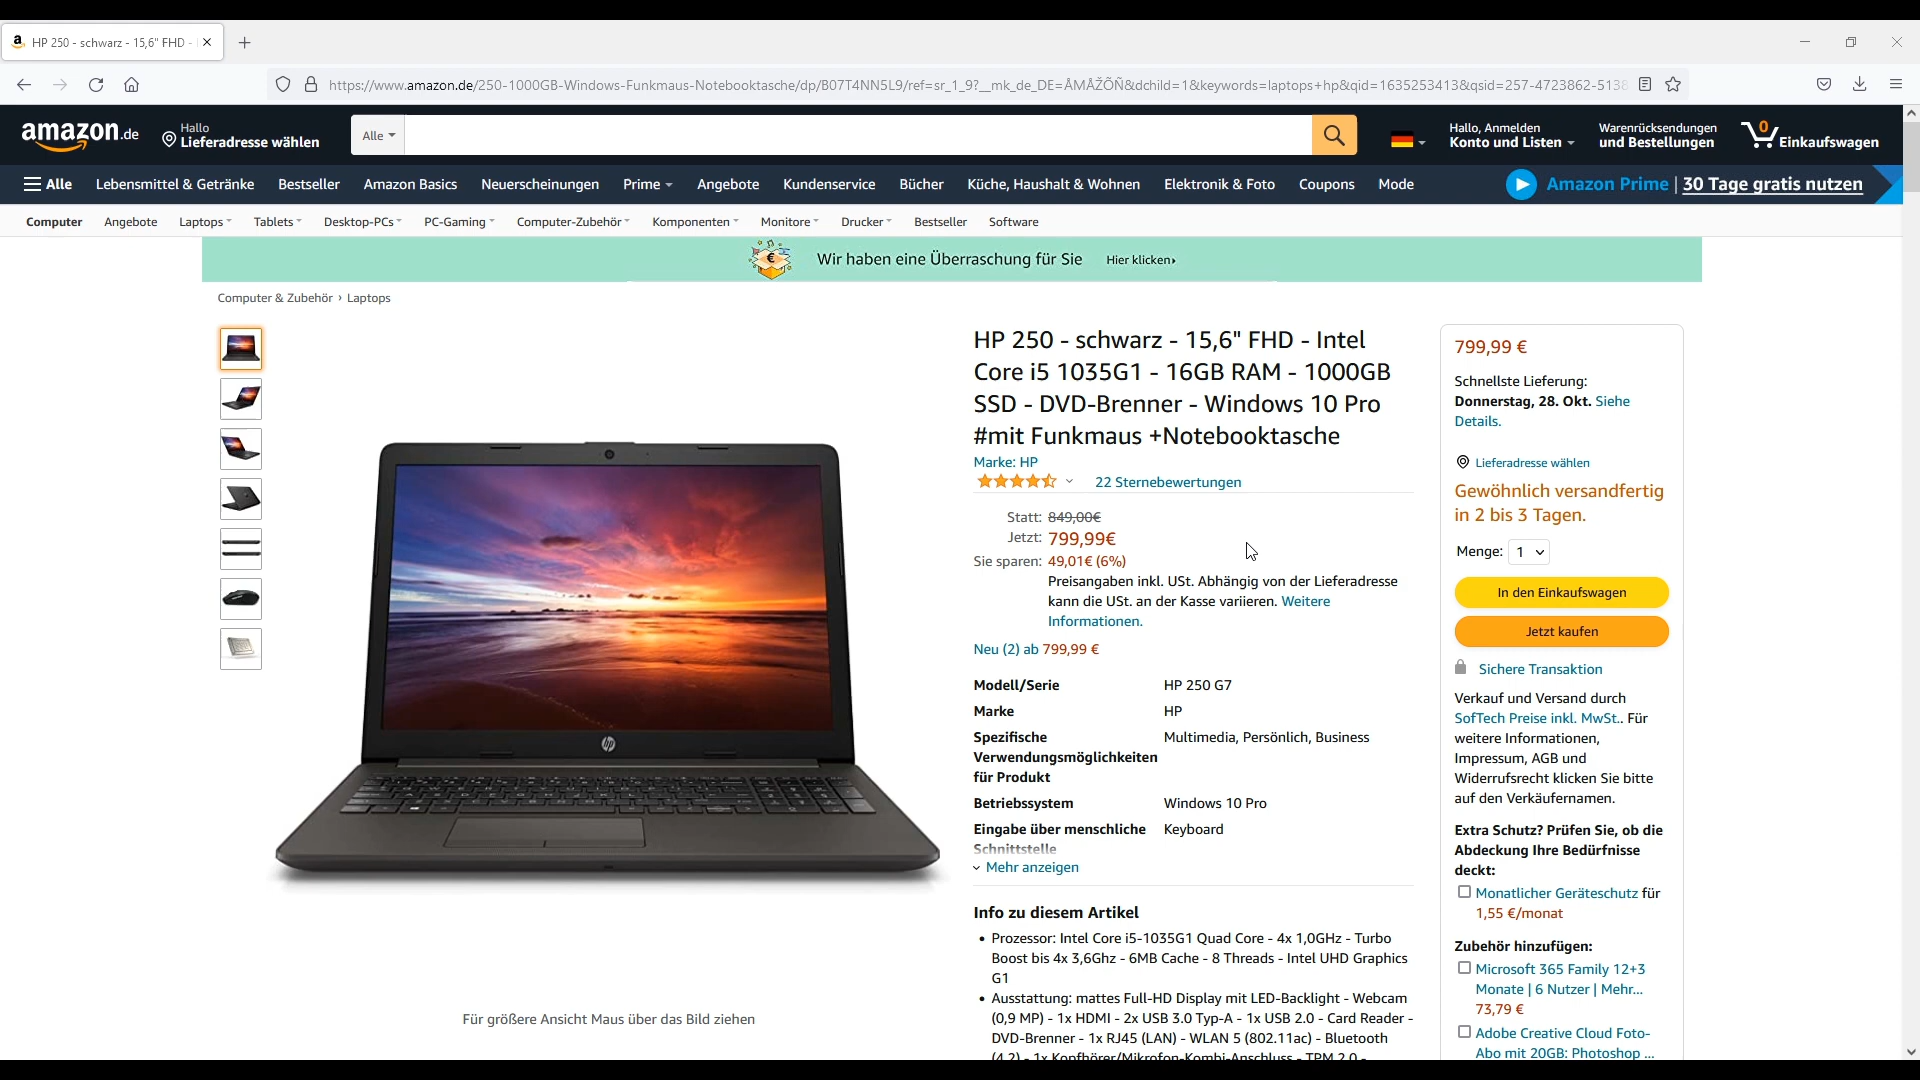 HP 250 - schwarz - 15,6" FHD -
https://www.amazon.de/250-1000GB-Windows-Funkmaus-Notebooktasche/dp/B07T4NN5L9/ref=sr_1_9?__mk_de_DE=ÅMÅŽÕÑ&dchild=1&keywords=laptops+hp&qid=1635253413&qsid=257-4723862-5138
amazon.de
Hallo
Lieferadresse wählen
Alle
Hallo, Anmelden
Konto und Listen
Warenrücksendungen
und Bestellungen
0
Einkaufswagen
Alle Lebensmittel & Getränke Bestseller Amazon Basics Neuerscheinungen Prime Angebote Kundenservice Bücher Küche, Haushalt & Wohnen Elektronik & Foto Coupons Mode Amazon Prime | 30 Tage gratis nutzen
Computer Angebote Laptops Tablets Desktop-PCs PC-Gaming Computer-Zubehör Komponenten Monitore Drucker Bestseller Software
€ Wir haben eine Überraschung für Sie Hier klicken
Computer & Zubehör › Laptops
hp
Für größere Ansicht Maus über das Bild ziehen
HP 250 - schwarz - 15,6" FHD - Intel
Core i5 1035G1 - 16GB RAM - 1000GB
SSD - DVD-Brenner - Windows 10 Pro
#mit Funkmaus +Notebooktasche
Marke: HP
22 Sternebewertungen
Statt: 849,00€
Jetzt: 799,99€
Sie sparen: 49,01€ (6%)
Preisangaben inkl. USt. Abhängig von der Lieferadresse
kann die USt. an der Kasse variieren. Weitere
Informationen.
Neu (2) ab 799,99 €
Modell/Serie HP 250 G7
Marke HP
Spezifische Multimedia, Persönlich, Business
Verwendungsmöglichkeiten
für Produkt
Betriebssystem Windows 10 Pro
Eingabe über menschliche Keyboard
Schnittstelle
Mehr anzeigen
Info zu diesem Artikel
• Prozessor: Intel Core i5-1035G1 Quad Core - 4x 1,0GHz - Turbo
Boost bis 4x 3,6Ghz - 6MB Cache - 8 Threads - Intel UHD Graphics
G1
• Ausstattung: mattes Full-HD Display mit LED-Backlight - Webcam
(0,9 MP) - 1x HDMI - 2x USB 3.0 Typ-A - 1x USB 2.0 - Card Reader -
DVD-Brenner - 1x RJ45 (LAN) - WLAN 5 (802.11ac) - Bluetooth
(4.2) - 1x Kopfhörer/Mikrofon-Kombi-Anschluss - TPM 2.0 -
799,99 €
Schnellste Lieferung:
Donnerstag, 28. Okt. Siehe
Details.
Lieferadresse wählen
Gewöhnlich versandfertig
in 2 bis 3 Tagen.
Menge: 1
In den Einkaufswagen
Jetzt kaufen
Sichere Transaktion
Verkauf und Versand durch
SofTech Preise inkl. MwSt.. Für
weitere Informationen,
Impressum, AGB und
Widerrufsrecht klicken Sie bitte
auf den Verkäufernamen.
Extra Schutz? Prüfen Sie, ob die
Abdeckung Ihre Bedürfnisse
deckt:
Monatlicher Geräteschutz für
1,55 €/monat
Zubehör hinzufügen:
Microsoft 365 Family 12+3
Monate | 6 Nutzer | Mehr...
73,79 €
Adobe Creative Cloud Foto-
Abo mit 20GB: Photoshop ...